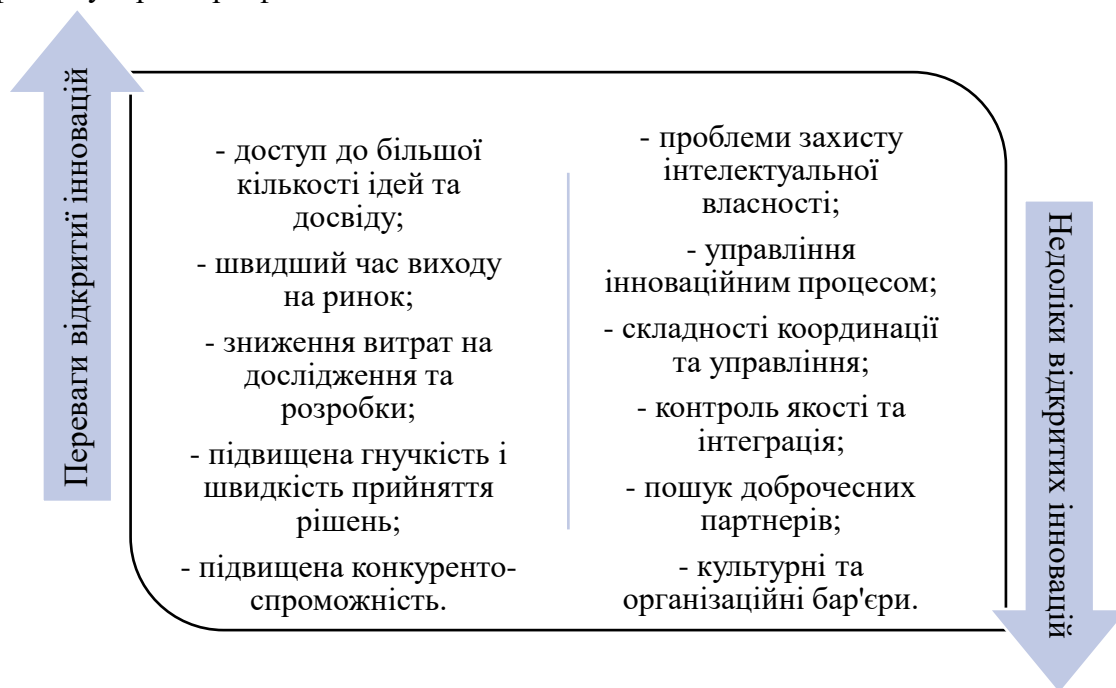 Переваги відкритиї інновацій
- доступ до більшої
кількості ідей та
досвіду;
- швидший час виходу
на ринок;
- зниження витрат на
дослідження та
розробки;
- підвищена гнучкість і
швидкість прийняття
рішень;
- підвищена конкуренто-
спроможність.
- проблеми захисту
інтелектуальної
власності;
- управління
інноваційним процесом;
- складності координації
та управління;
- контроль якості та
інтеграція;
- пошук доброчесних
партнерів;
- культурні та
організаційні бар'єри.
Недоліки відкритих інновацій